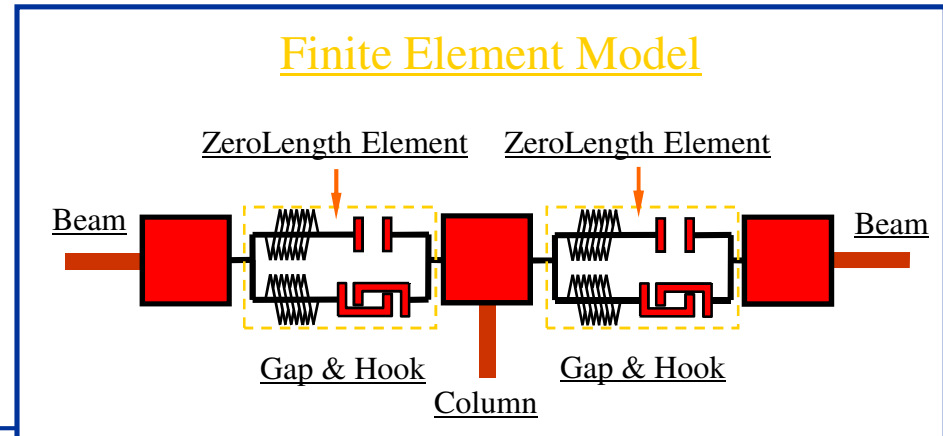 Finite Element Model
ZeroLength Element ZeroLength Element
Beam Beam
Gap & Hook Gap & Hook
Column